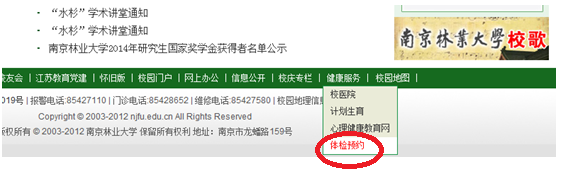 • “水杉”学术讲堂通知
• “水杉”学术讲堂通知
• 南京林业大学2014年研究生国家奖学金获得者名单公示
南京林業大學校歌
校友会 | 江苏教育党建 | 怀旧版 | 校园门户 | 网上办公 | 信息公开 | 校庆专栏 | 健康服务 | 校园地图 |
校医院
计划生育
心理健康教育网
体检预约
019号 | 报警电话:85427110 | 门诊电话:85428652 | 维修电话:85427580 | 校园地理信息
Copyright © 2003-2012 njfu.edu.cn All Rights Reserved
版权所有 © 2003-2012 南京林业大学 保留所有权利 地址：南京市龙蟠路159号